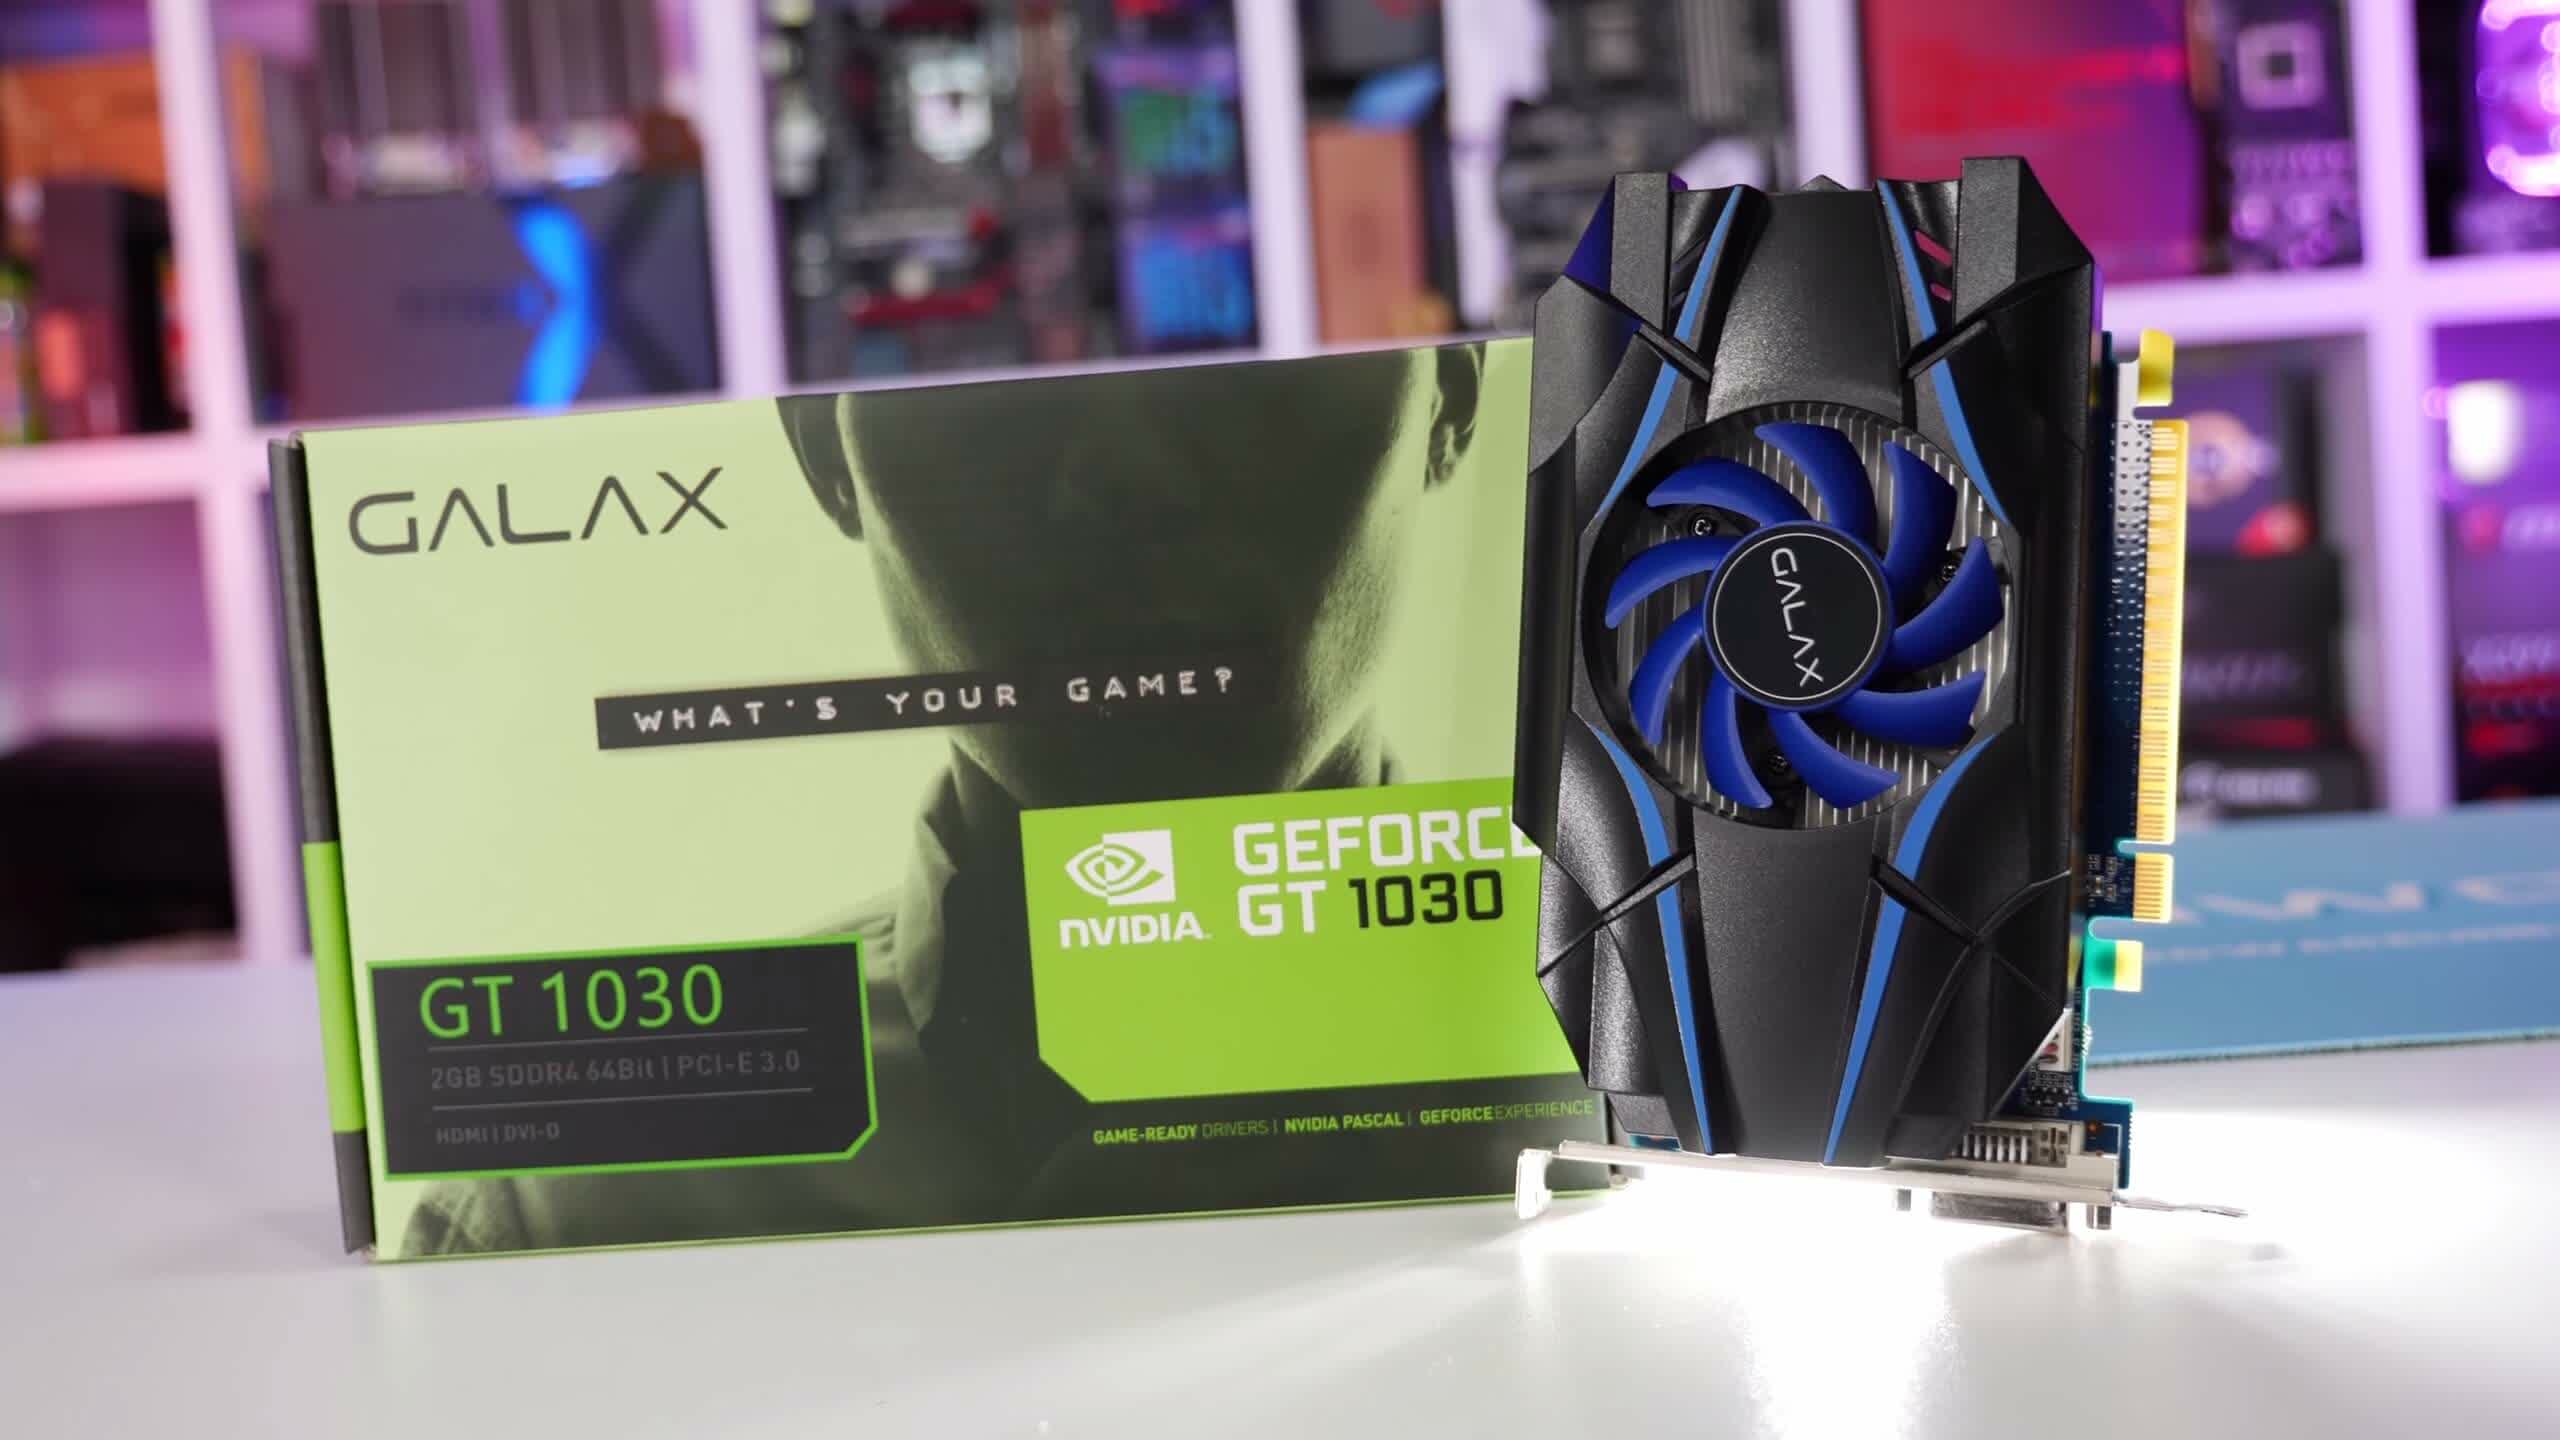 GALAX
WHAT'S YOUR GAME?
NVIDIA
GEFORCE
GT 1030
GT 1030
2GB SDDR4 64Bit | PCI-E 3.0
HDMI | DVI-D
GAME-READY DRIVERS | NVIDIA PASCAL | GEFORCE EXPERIENCE
GALAX